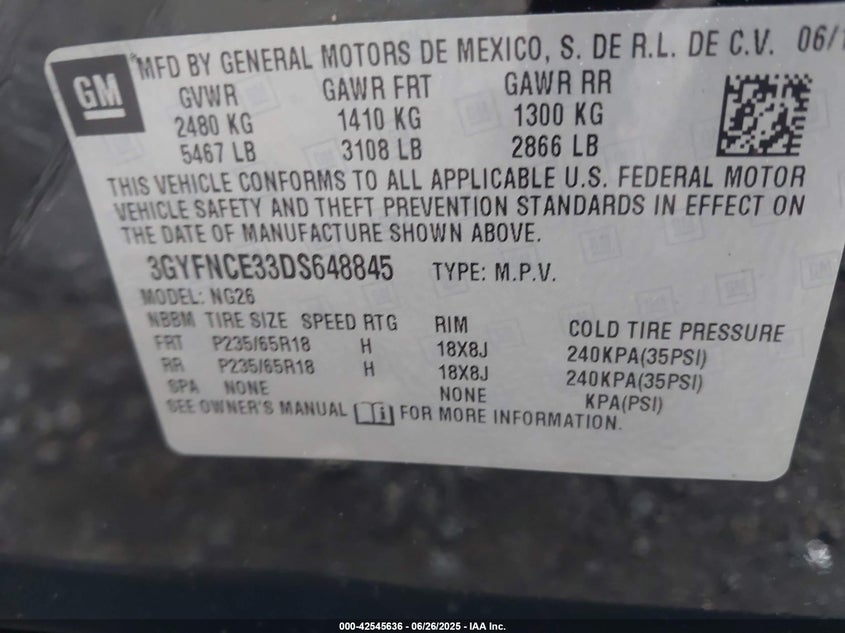 GM
MFD BY GENERAL MOTORS DE MEXICO, S. DE R.L. DE C.V. 06/1
GVWR GAWR FRT GAWR RR
2480 KG 1410 KG 1300 KG
5467 LB 3108 LB 2866 LB
THIS VEHICLE CONFORMS TO ALL APPLICABLE U.S. FEDERAL MOTOR
VEHICLE SAFETY AND THEFT PREVENTION STANDARDS IN EFFECT ON
THE DATE OF MANUFACTURE SHOWN ABOVE.
3GYFNCE33DS648845 TYPE: M.P.V.
MODEL: NG26
NBBM TIRE SIZE SPEED RTG RIM COLD TIRE PRESSURE
FRT P235/65R18 H 18X8J 240KPA(35PSI)
RR P235/65R18 H 18X8J 240KPA(35PSI)
SPA NONE NONE KPA(PSI)
SEE OWNER'S MANUAL FOR MORE INFORMATION.
000-42545636 - 06/26/2025 - IAA Inc.